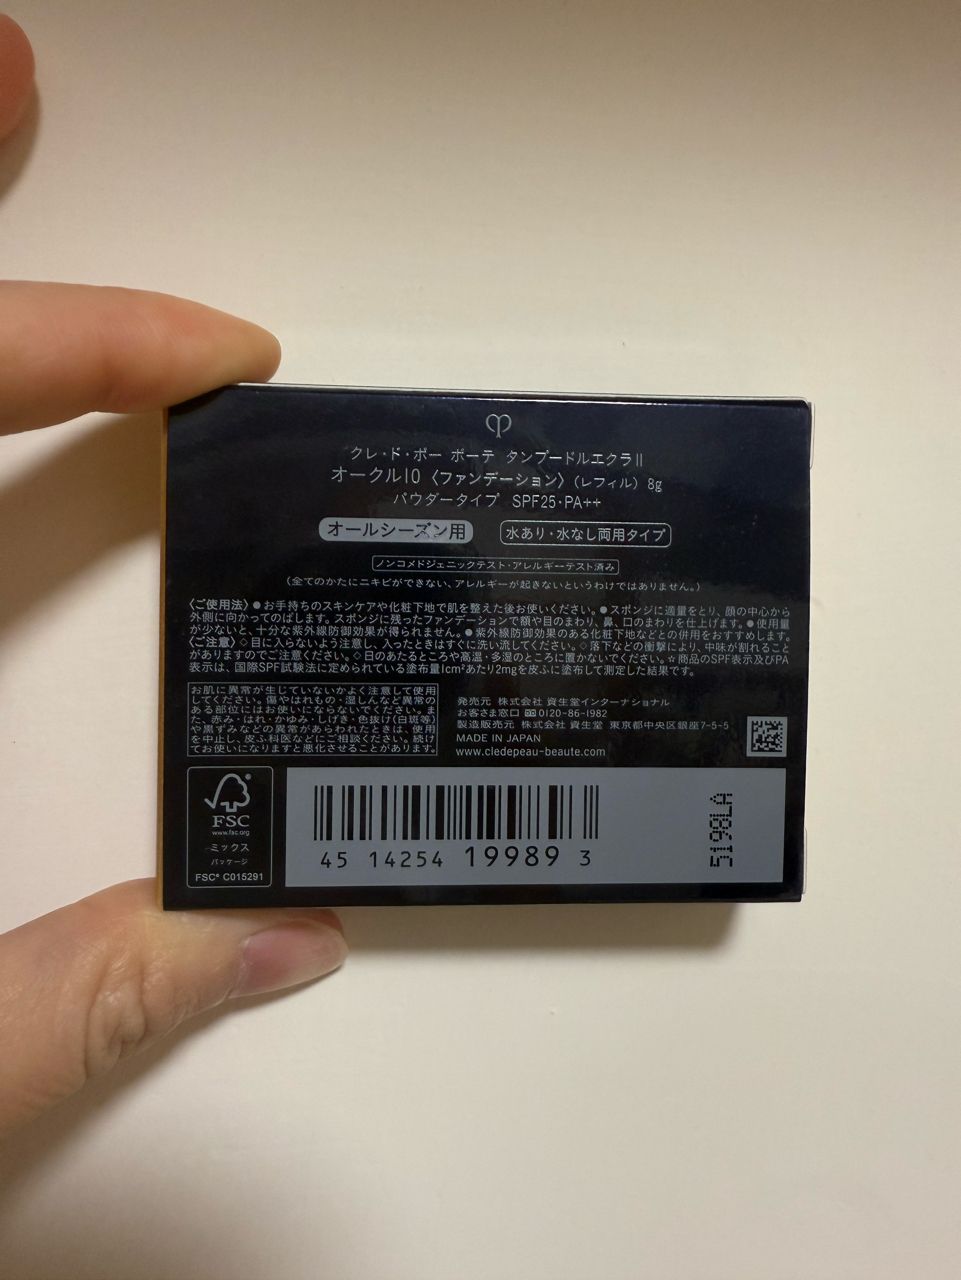 クレ・ド・ポー ボーテ タンプードルエクラⅡ
オークル10〈ファンデーション〉(レフィル) 8g
パウダータイプ SPF25・PA++
オールシーズン用 水あり・水なし両用タイプ
ノンコメドジェニックテスト・アレルギーテスト済み
(全てのかたにニキビができない、アレルギーが起きないというわけではありません。)
〈ご使用法〉●お手持ちのスキンケアや化粧下地で肌を整えた後お使いください。●スポンジに適量をとり、顔の中心から
外側に向かってのばします。スポンジに残ったファンデーションで額や目のまわり、鼻、口のまわりを仕上げます。●使用量
が少ないと、十分な紫外線防御効果が得られません。●紫外線防御効果のある化粧下地などとの併用をおすすめします。
〈ご注意〉◇目に入らないよう注意し、入ったときはすぐに洗い流してください。◇落下などの衝撃により、中味が割れること
がありますのでご注意ください。◇日のあたるところや高温・多湿のところに置かないでください。☆商品のSPF表示及びPA
表示は、国際SPF試験法に定められている塗布量1cm²あたり2mgを皮ふに塗布して測定した結果です。
お肌に異常が生じていないかよく注意して使用
してください。傷やはれもの・湿しんなど異常の
ある部位にはお使いにならないでください。ま
た、赤み・はれ・かゆみ・しげき・色抜け(白斑等)
や黒ずみなどの異常があらわれたときは、使用
を中止し、皮ふ科医などにご相談ください。続け
てお使いになりますと悪化させることがあります。
発売元 株式会社 資生堂インターナショナル
お客さま窓口 0120-86-1982
製造販売元 株式会社 資生堂 東京都中央区銀座7-5-5
MADE IN JAPAN
www.cledepeau-beaute.com
FSC
www.fsc.org
ミックス
パッケージ
FSC® C015291
45 14254 19989 3
5198LA